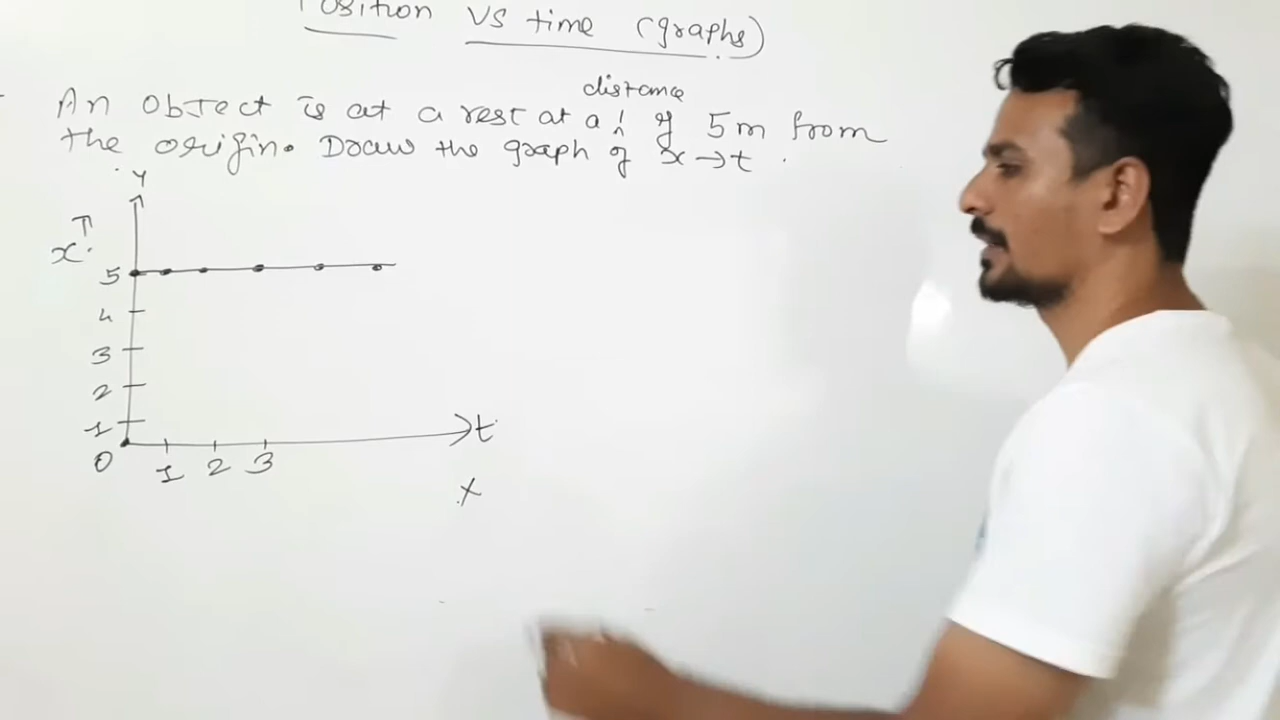 Position vs time (graphs)
distance
An Object is at a rest at a of 5m from
the origin. Draw the graph of x → t .
Y
x ↑
5
4
3
2
1
0
1 2 3
t
X